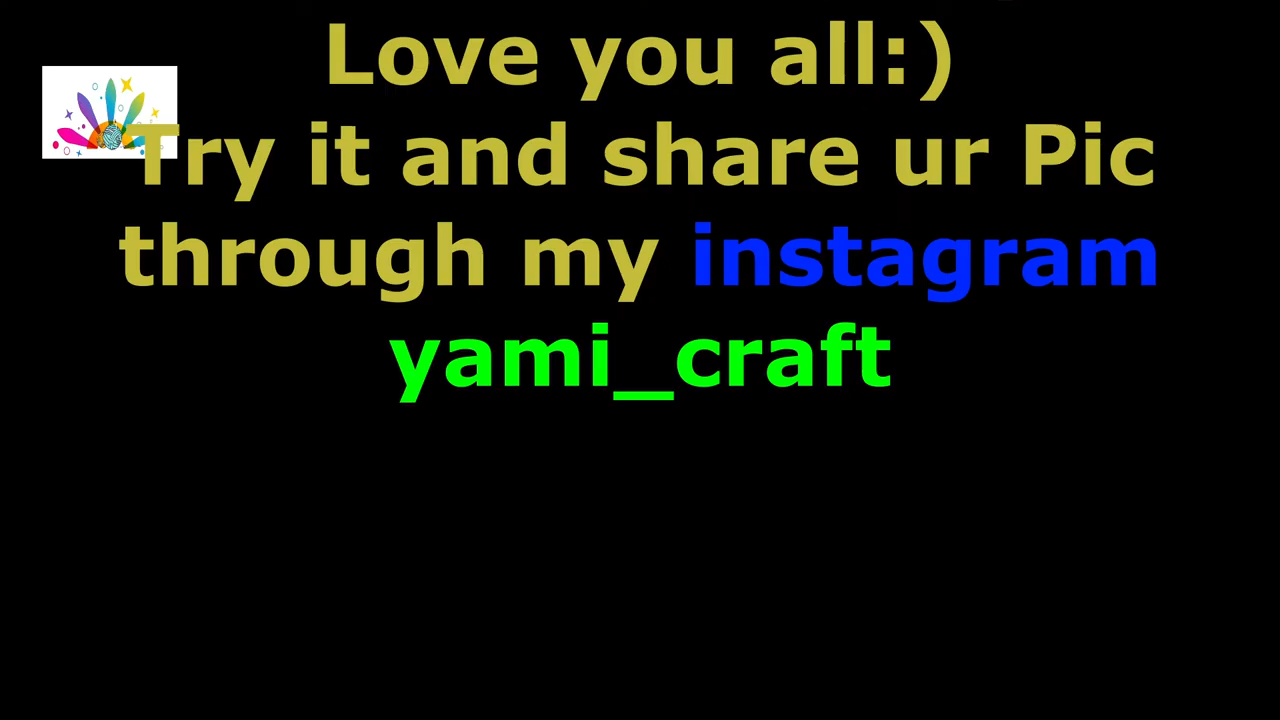 Love you all:)
Try it and share ur Pic
through my instagram
yami_craft